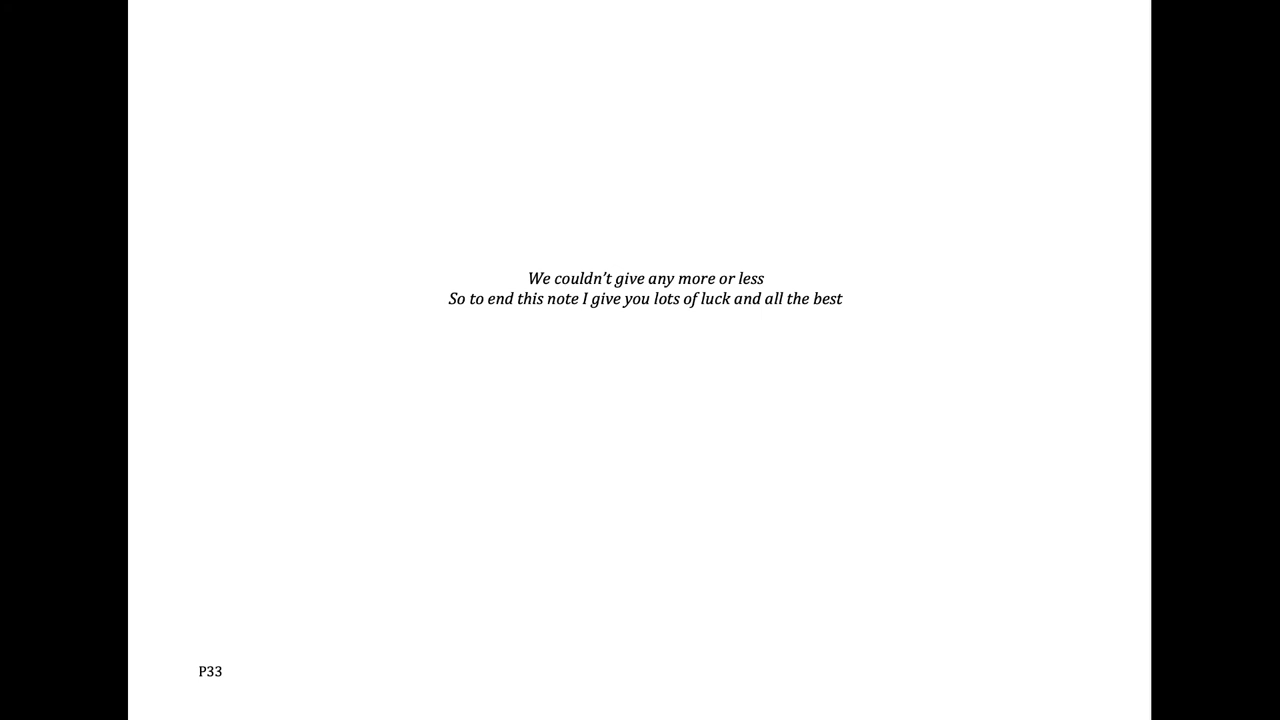 We couldn’t give any more or less
So to end this note I give you lots of luck and all the best
P33